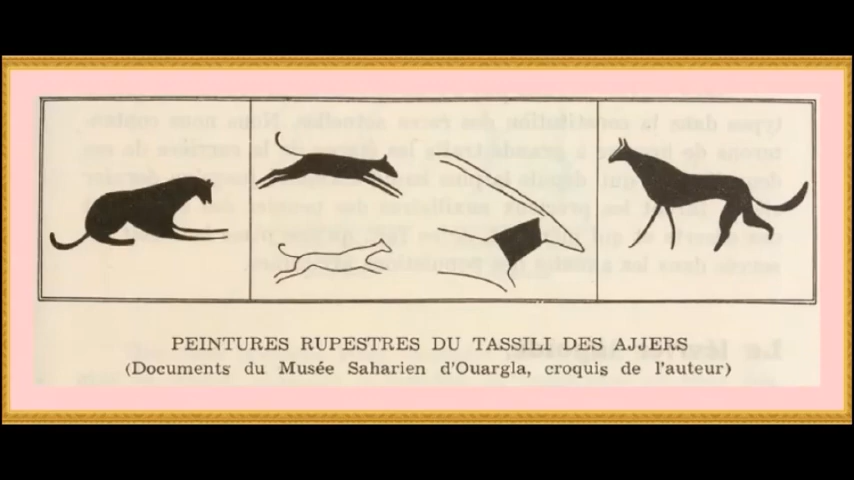 PEINTURES RUPESTRES DU TASSILI DES AJJERS
(Documents du Musée Saharien d'Ouargla, croquis de l'auteur)